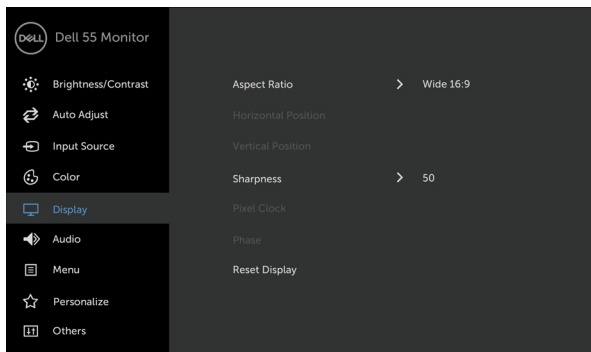 DELL Dell 55 Monitor
Brightness/Contrast
Auto Adjust
Input Source
Color
Display
Audio
Menu
Personalize
Others
Aspect Ratio > Wide 16:9
Horizontal Position
Vertical Position
Sharpness > 50
Pixel Clock
Phase
Reset Display